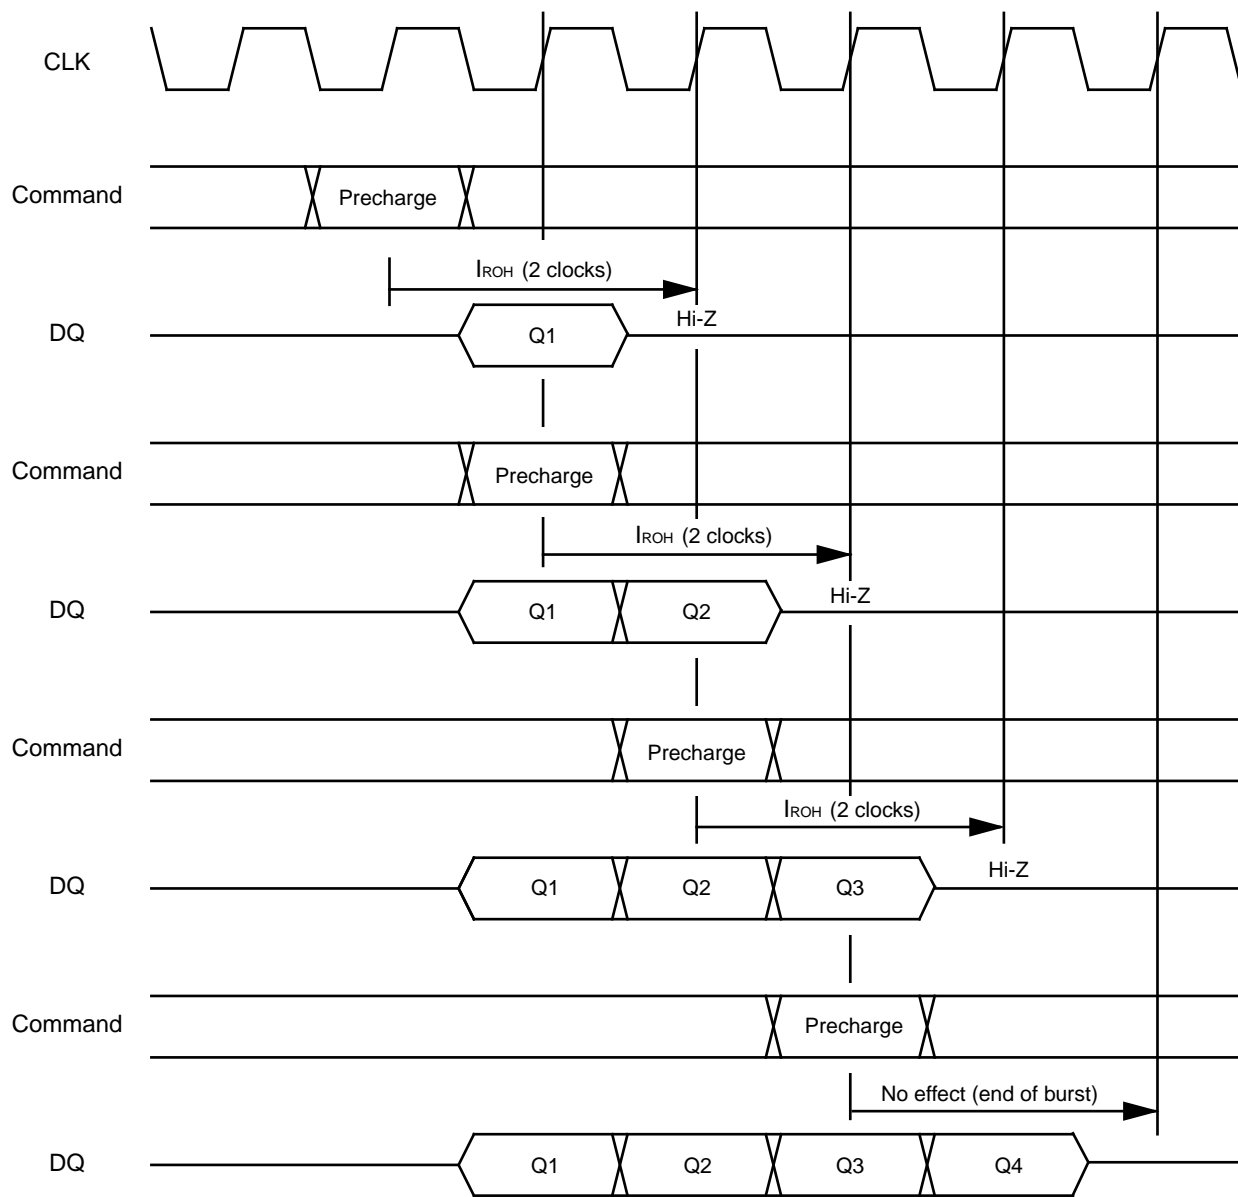 CLK
Command
Precharge
IROH (2 clocks)
DQ
Q1
Hi-Z
Command
Precharge
IROH (2 clocks)
DQ
Q1
Q2
Hi-Z
Command
Precharge
IROH (2 clocks)
DQ
Q1
Q2
Q3
Hi-Z
Command
Precharge
No effect (end of burst)
DQ
Q1
Q2
Q3
Q4